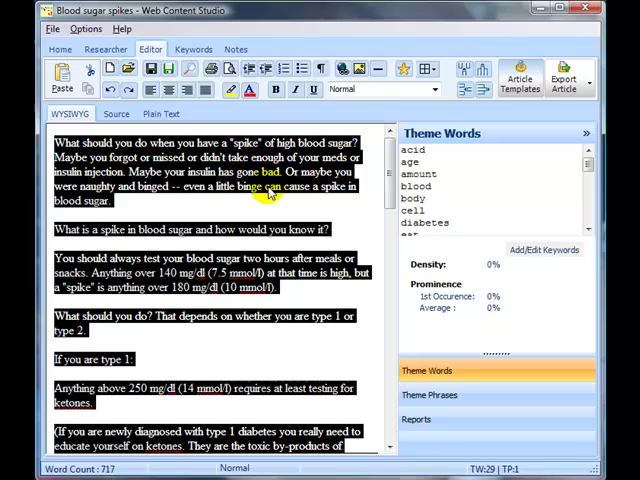 Blood sugar spikes - Web Content Studio
File Options Help
Home Researcher Editor Keywords Notes
Paste
Normal
Article Templates
Export Article
WYSIWYG Source Plain Text
What should you do when you have a "spike" of high blood sugar?
Maybe you forgot or missed or didn't take enough of your meds or
insulin injection. Maybe your insulin has gone bad. Or maybe you
were naughty and binged -- even a little binge can cause a spike in
blood sugar.
What is a spike in blood sugar and how would you know it?
You should always test your blood sugar two hours after meals or
snacks. Anything over 140 mg/dl (7.5 mmol/l) at that time is high, but
a "spike" is anything over 180 mg/dl (10 mmol/l).
What should you do? That depends on whether you are type 1 or
type 2.
If you are type 1:
Anything above 250 mg/dl (14 mmol/l) requires at least testing for
ketones.
(If you are newly diagnosed with type 1 diabetes you really need to
educate yourself on ketones. They are the toxic by-products of
Theme Words
acid
age
amount
blood
body
cell
diabetes
Add/Edit Keywords
Density: 0%
Prominence
1st Occurence: 0%
Average : 0%
Theme Words
Theme Phrases
Reports
Word Count : 717
Normal
TW:29 | TP:1